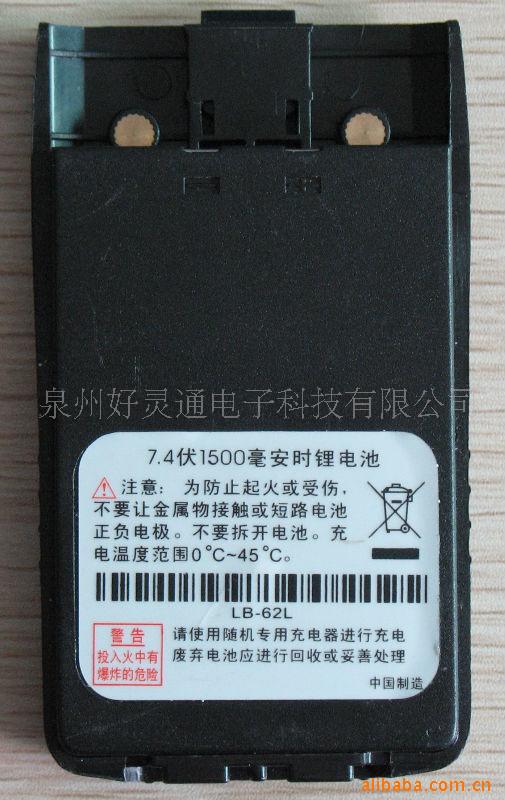 泉州好灵通电子科技有限公司
7.4伏1500毫安时锂电池
注意：为防止起火或受伤，
不要让金属物接触或短路电池
正负电极。不要拆开电池。充
电温度范围0℃~45℃。
LB-62L
警告
投入火中有
爆炸的危险
请使用随机专用充电器进行充电
废弃电池应进行回收或妥善处理
中国制造
alibaba.com.cn